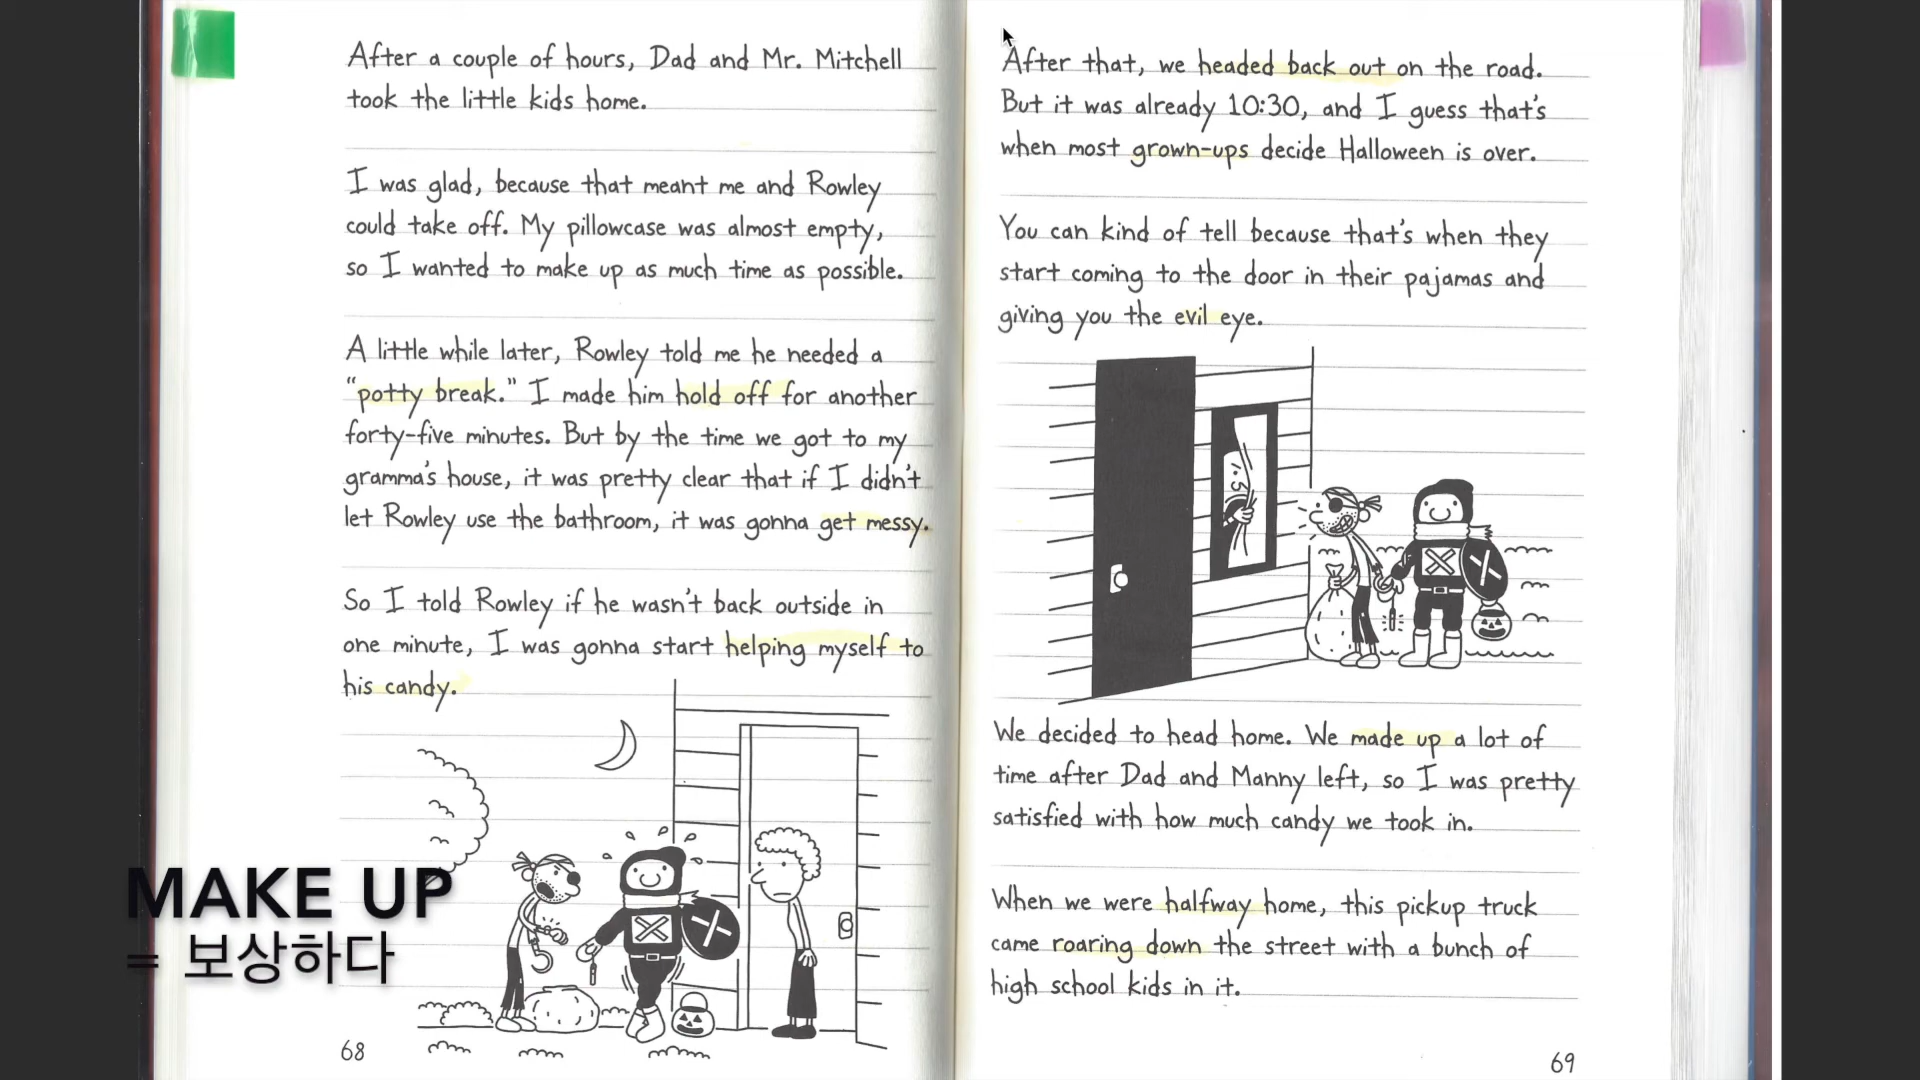 After a couple of hours, Dad and Mr. Mitchell
took the little kids home.
I was glad, because that meant me and Rowley
could take off. My pillowcase was almost empty,
so I wanted to make up as much time as possible.
A little while later, Rowley told me he needed a
“potty break.” I made him hold off for another
forty-five minutes. But by the time we got to my
gramma's house, it was pretty clear that if I didn't
let Rowley use the bathroom, it was gonna get messy.
So I told Rowley if he wasn't back outside in
one minute, I was gonna start helping myself to
his candy.
MAKE UP
= 보상하다
68
After that, we headed back out on the road.
But it was already 10:30, and I guess that's
when most grown-ups decide Halloween is over.
You can kind of tell because that's when they
start coming to the door in their pajamas and
giving you the evil eye.
We decided to head home. We made up a lot of
time after Dad and Manny left, so I was pretty
satisfied with how much candy we took in.
When we were halfway home, this pickup truck
came roaring down the street with a bunch of
high school kids in it.
69